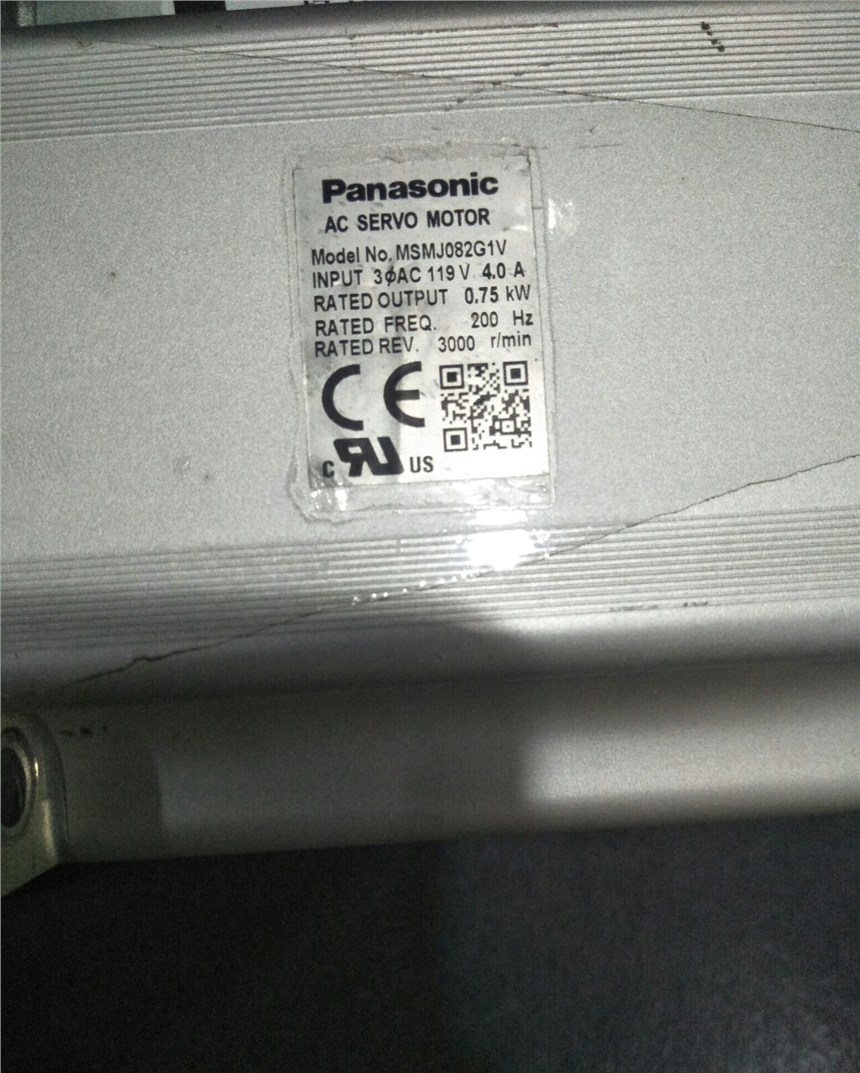 Panasonic
AC SERVO MOTOR
Model No. MSMJ082G1V
INPUT 3ϕAC 119 V 4.0 A
RATED OUTPUT 0.75 kW
RATED FREQ. 200 Hz
RATED REV. 3000 r/min
CE
c RU US